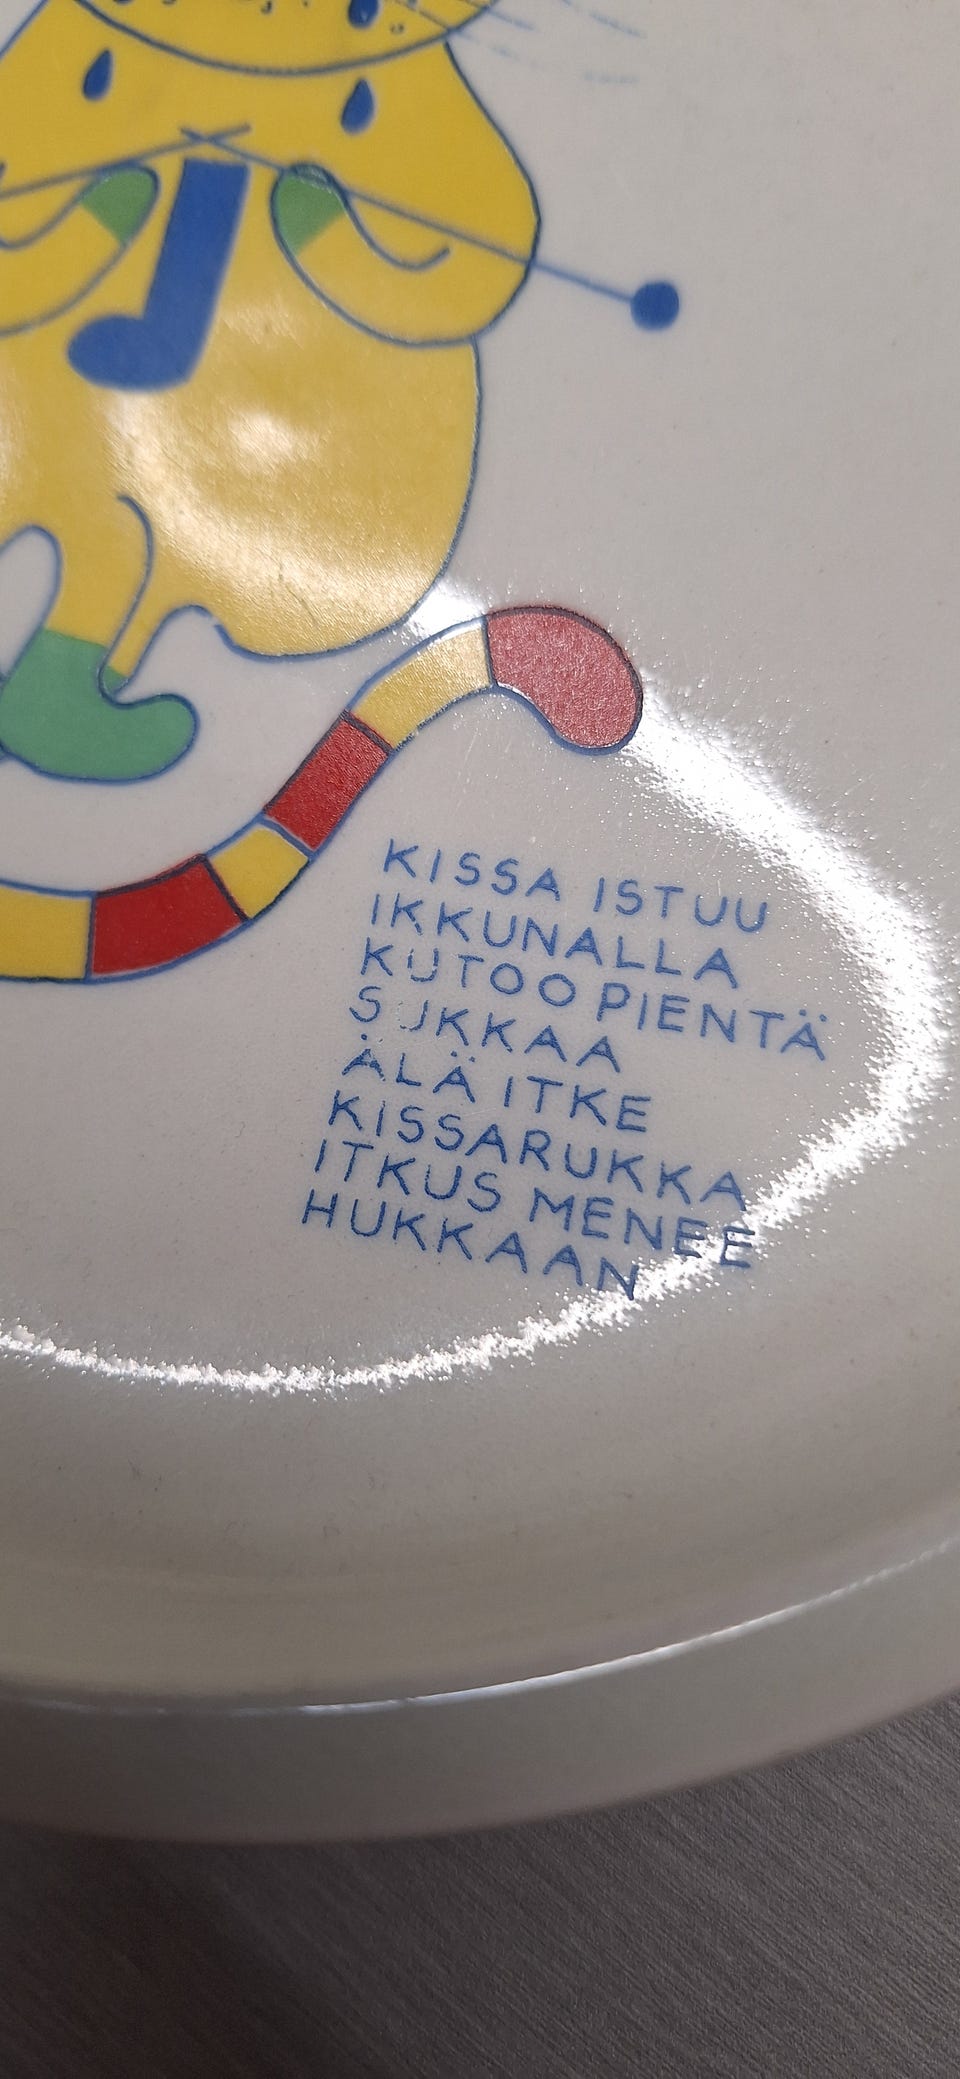 KISSA ISTUU
IKKUNALLA
KUTOO PIENTÄ
SUKKAA
ÄLÄ ITKE
KISSARUKKA
ITKUS MENEE
HUKKAAN